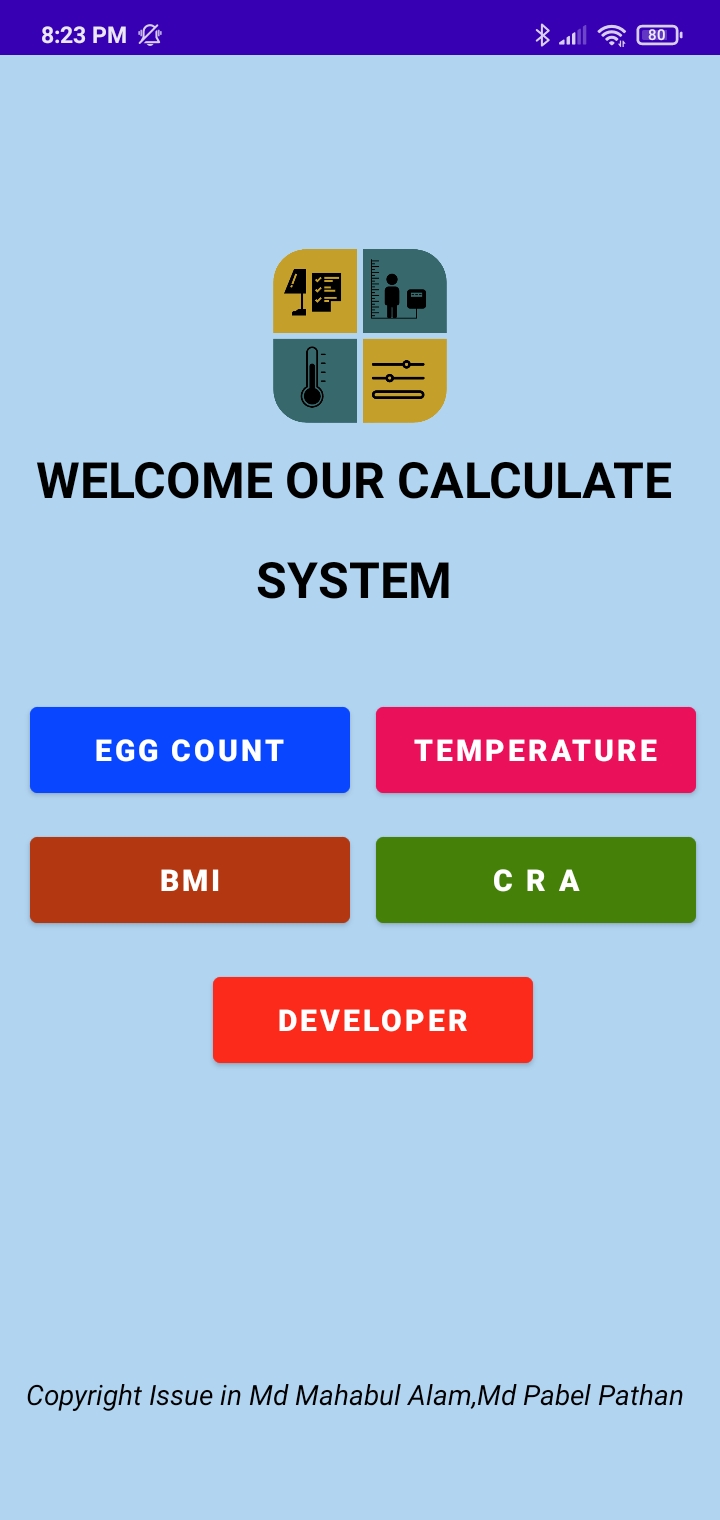 8:23 PM 80
WELCOME OUR CALCULATE
SYSTEM
EGG COUNT TEMPERATURE
BMI C R A
DEVELOPER
Copyright Issue in Md Mahabul Alam,Md Pabel Pathan